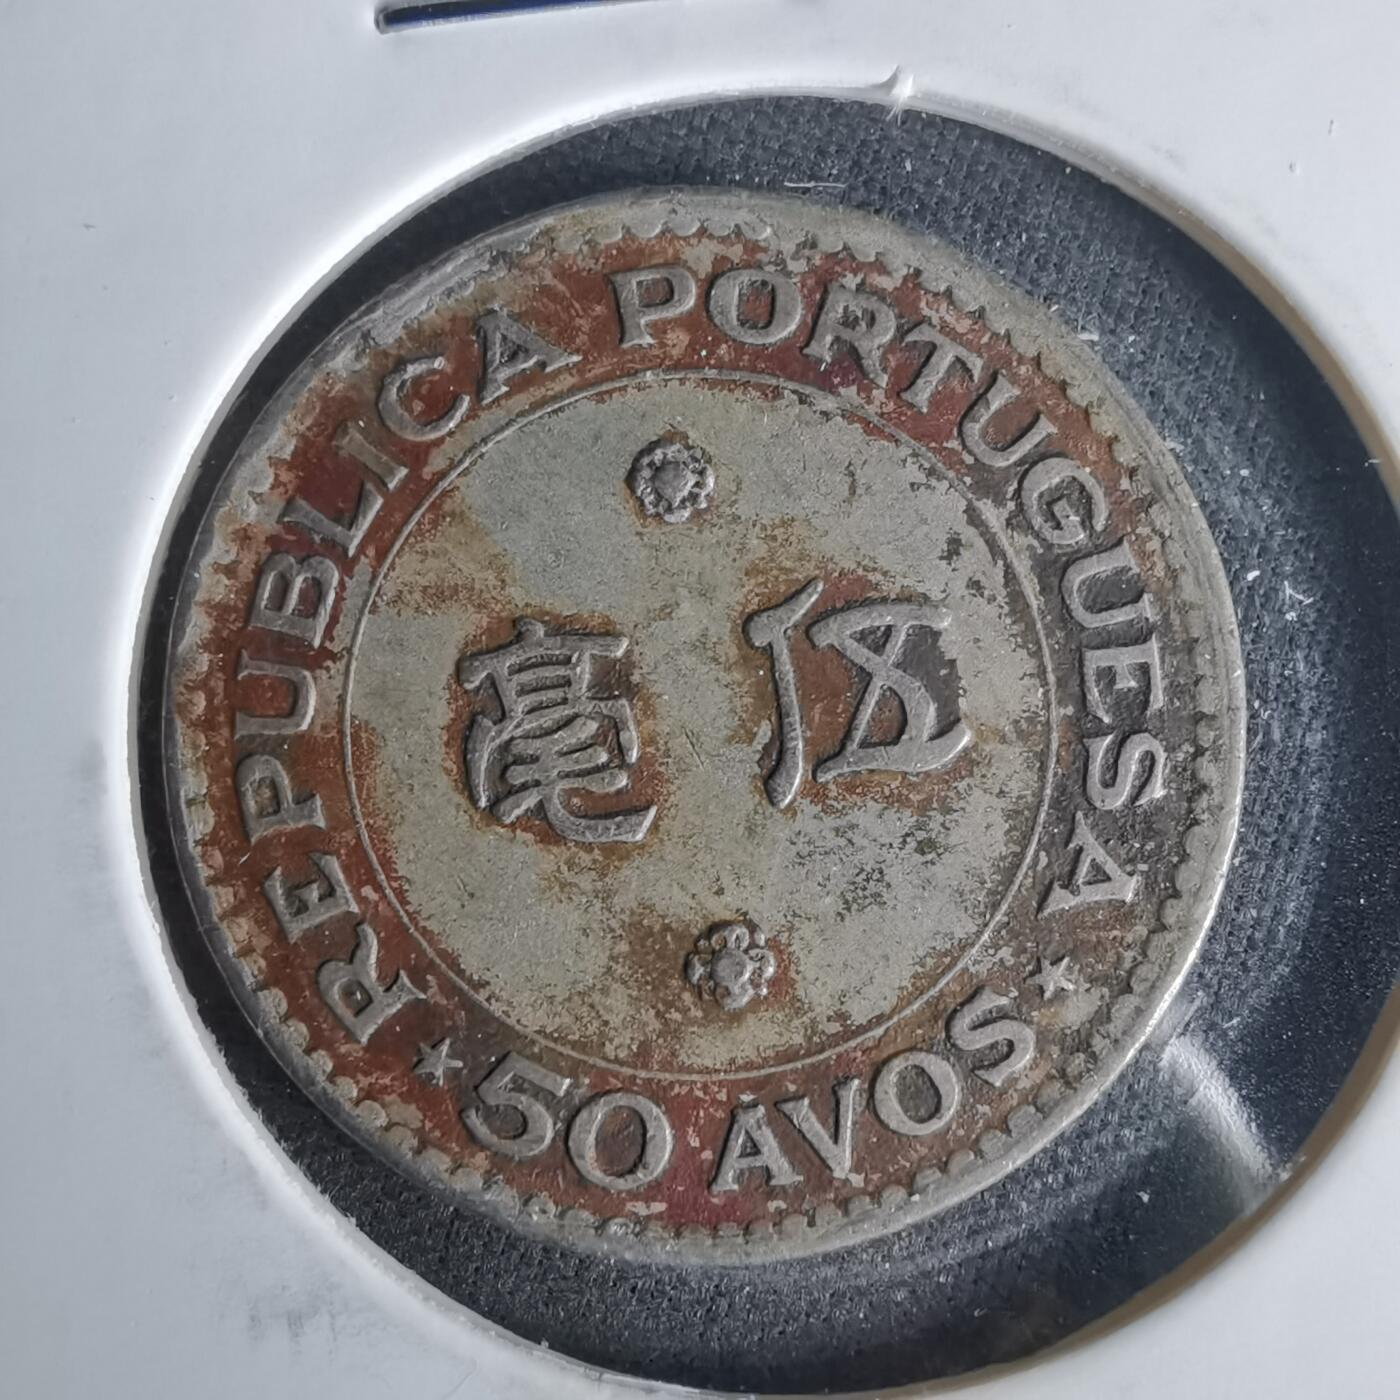 REPUBLICA PORTUGUESA
毫 伍
50 AVOS